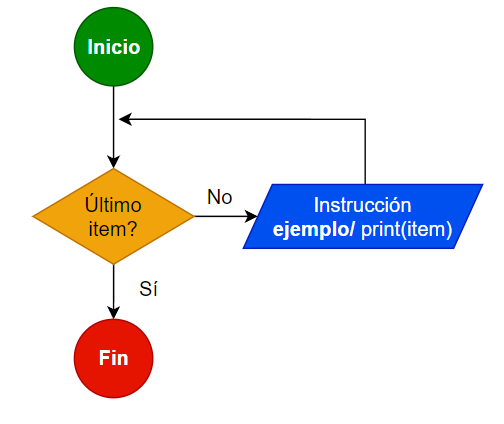 Inicio
Último
item?
No
Instrucción
ejemplo/ print(item)
Sí
Fin